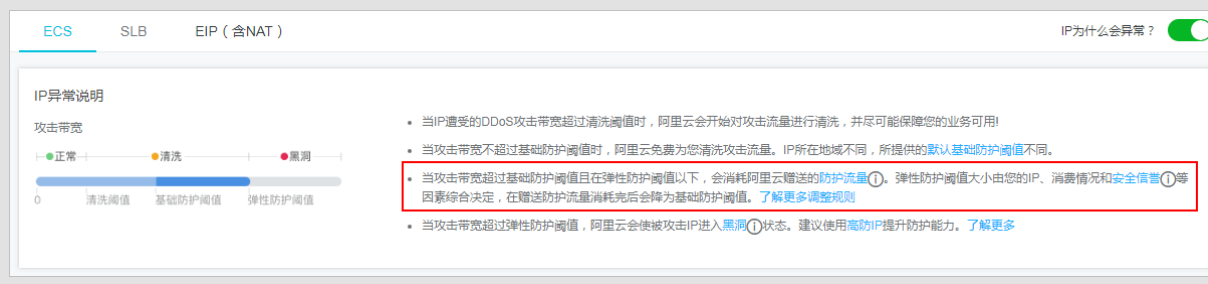 ECS SLB EIP（含NAT） IP为什么会异常？
IP异常说明
攻击带宽
正常 清洗 黑洞
0 清洗阈值 基础防护阈值 弹性防护阈值
• 当IP遭受的DDoS攻击带宽超过清洗阈值时，阿里云会开始对攻击流量进行清洗，并尽可能保障您的业务可用!
• 当攻击带宽不超过基础防护阈值时，阿里云免费为您清洗攻击流量。IP所在地域不同，所提供的默认基础防护阈值不同。
• 当攻击带宽超过基础防护阈值且在弹性防护阈值以下，会消耗阿里云赠送的防护流量ⓘ。弹性防护阈值大小由您的IP、消费情况和安全信誉ⓘ等
因素综合决定，在赠送防护流量消耗完后会降为基础防护阈值。了解更多调整规则
• 当攻击带宽超过弹性防护阈值，阿里云会使被攻击IP进入黑洞ⓘ状态。建议使用高防IP提升防护能力。了解更多